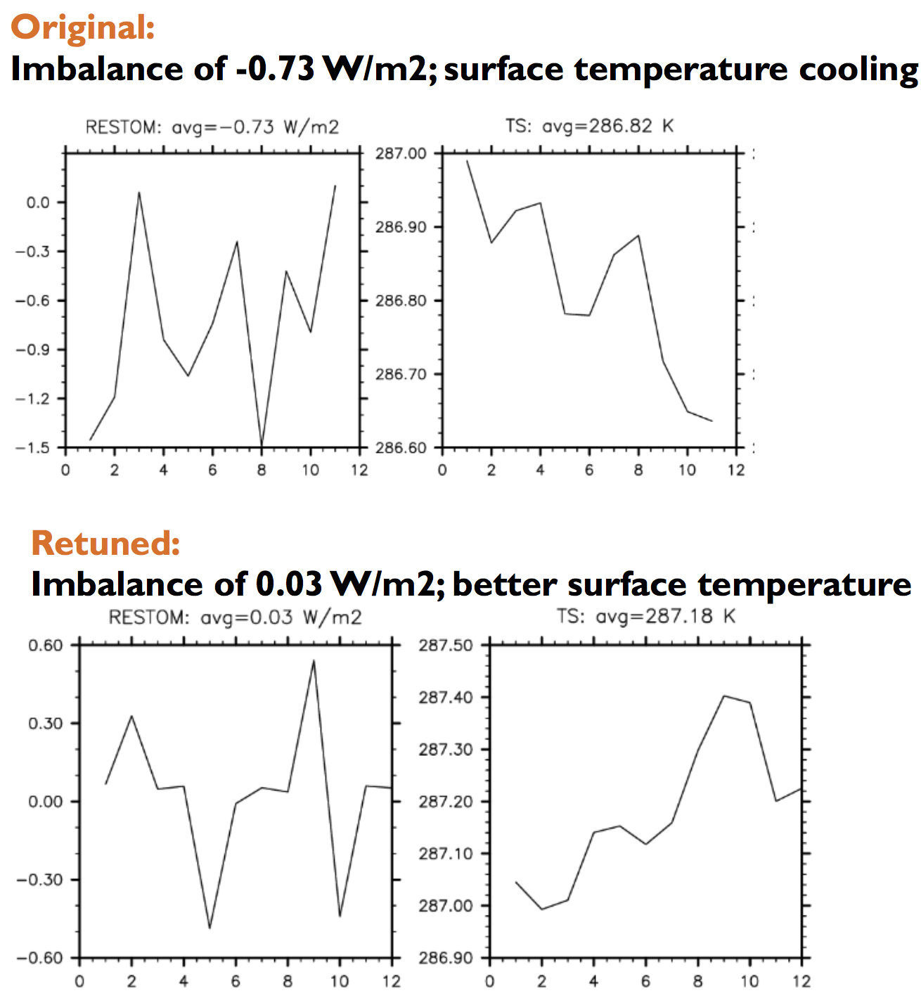 Original:
Imbalance of -0.73 W/m2; surface temperature cooling
RESTOM: avg=−0.73 W/m2
0.0
−0.3
−0.6
−0.9
−1.2
−1.5
0 2 4 6 8 10 12
TS: avg=286.82 K
287.00
286.90
286.80
286.70
286.60
0 2 4 6 8 10 12
Retuned:
Imbalance of 0.03 W/m2; better surface temperature
RESTOM: avg=0.03 W/m2
0.60
0.30
0.00
−0.30
−0.60
0 2 4 6 8 10 12
TS: avg=287.18 K
287.50
287.40
287.30
287.20
287.10
287.00
286.90
0 2 4 6 8 10 12